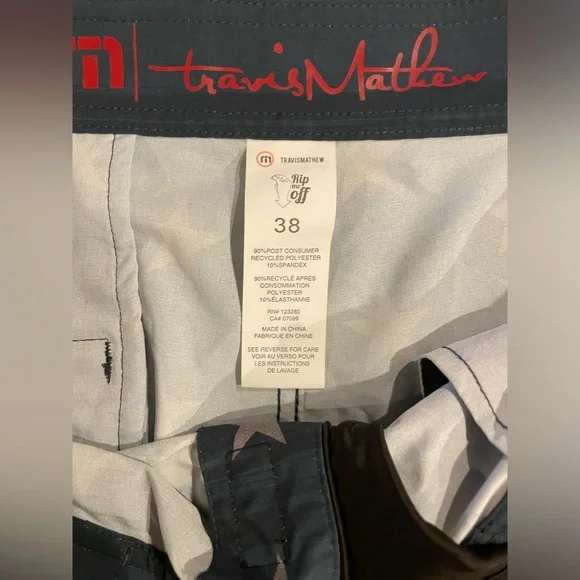 m travisMathew
m TRAVISMATHEW
Rip
me
off
38
90%POST CONSUMER
RECYCLED POLYESTER
10%SPANDEX
90%RECYCLÉ APRÈS
CONSOMMATION
POLYESTER
10%ÉLASTHANNE
RN# 123280
CA# 67099
MADE IN CHINA
FABRIQUÉ EN CHINE
SEE REVERSE FOR CARE
VOIR AU VERSO POUR
LES INSTRUCTIONS
DE LAVAGE